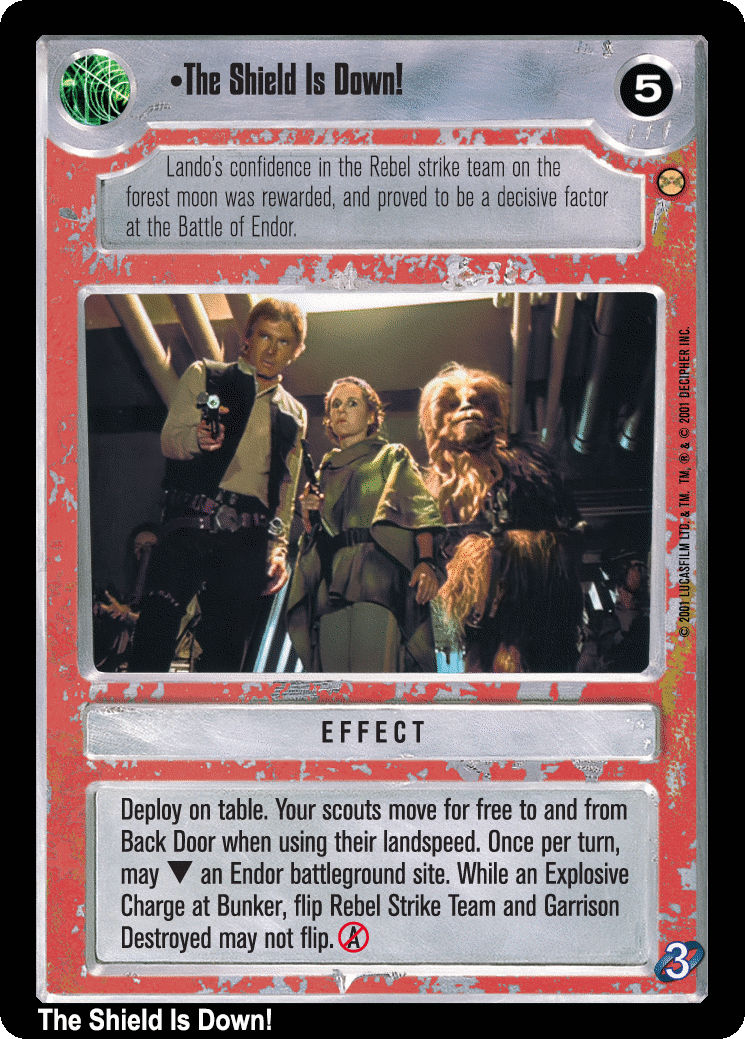 •The Shield Is Down!
5
Lando's confidence in the Rebel strike team on the
forest moon was rewarded, and proved to be a decisive factor
at the Battle of Endor.
© 2001 LUCASFILM LTD. & TM. TM, ® & © 2001 DECIPHER INC.
EFFECT
Deploy on table. Your scouts move for free to and from
Back Door when using their landspeed. Once per turn,
may ▼ an Endor battleground site. While an Explosive
Charge at Bunker, flip Rebel Strike Team and Garrison
Destroyed may not flip. A
3
The Shield Is Down!